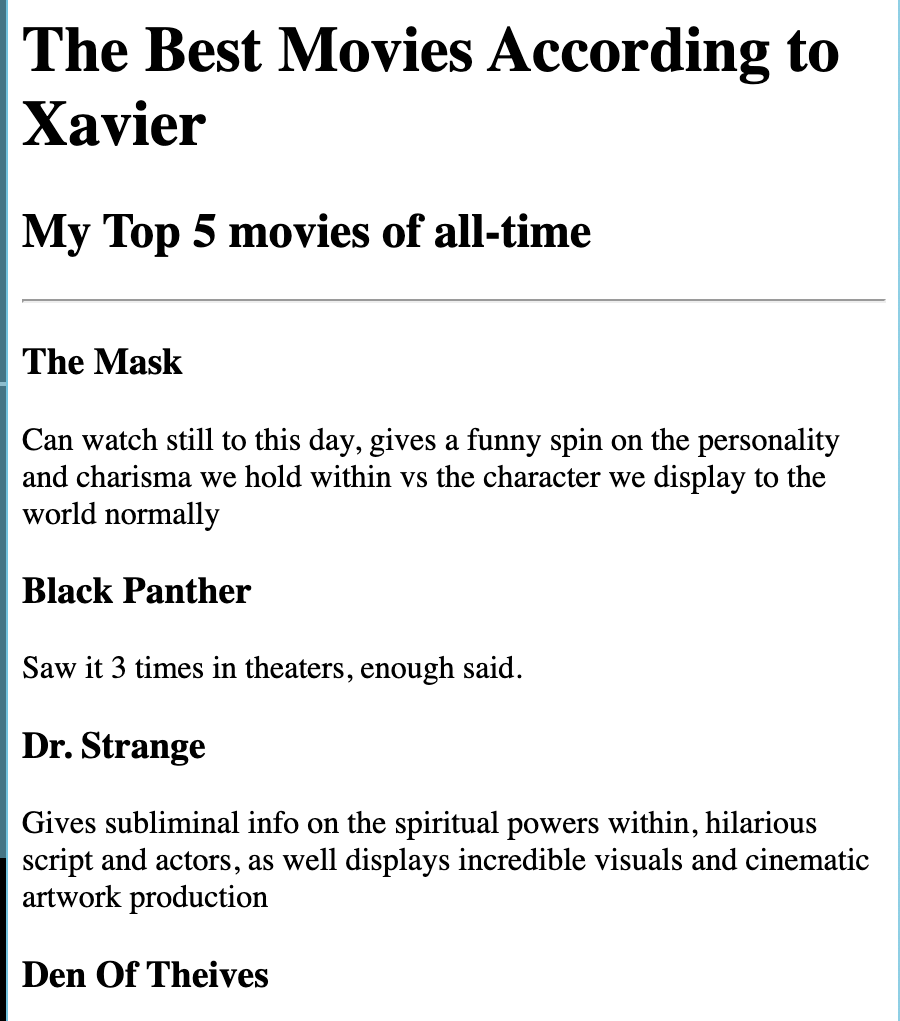 The Best Movies According to
Xavier
My Top 5 movies of all-time
The Mask
Can watch still to this day, gives a funny spin on the personality
and charisma we hold within vs the character we display to the
world normally
Black Panther
Saw it 3 times in theaters, enough said.
Dr. Strange
Gives subliminal info on the spiritual powers within, hilarious
script and actors, as well displays incredible visuals and cinematic
artwork production
Den Of Theives